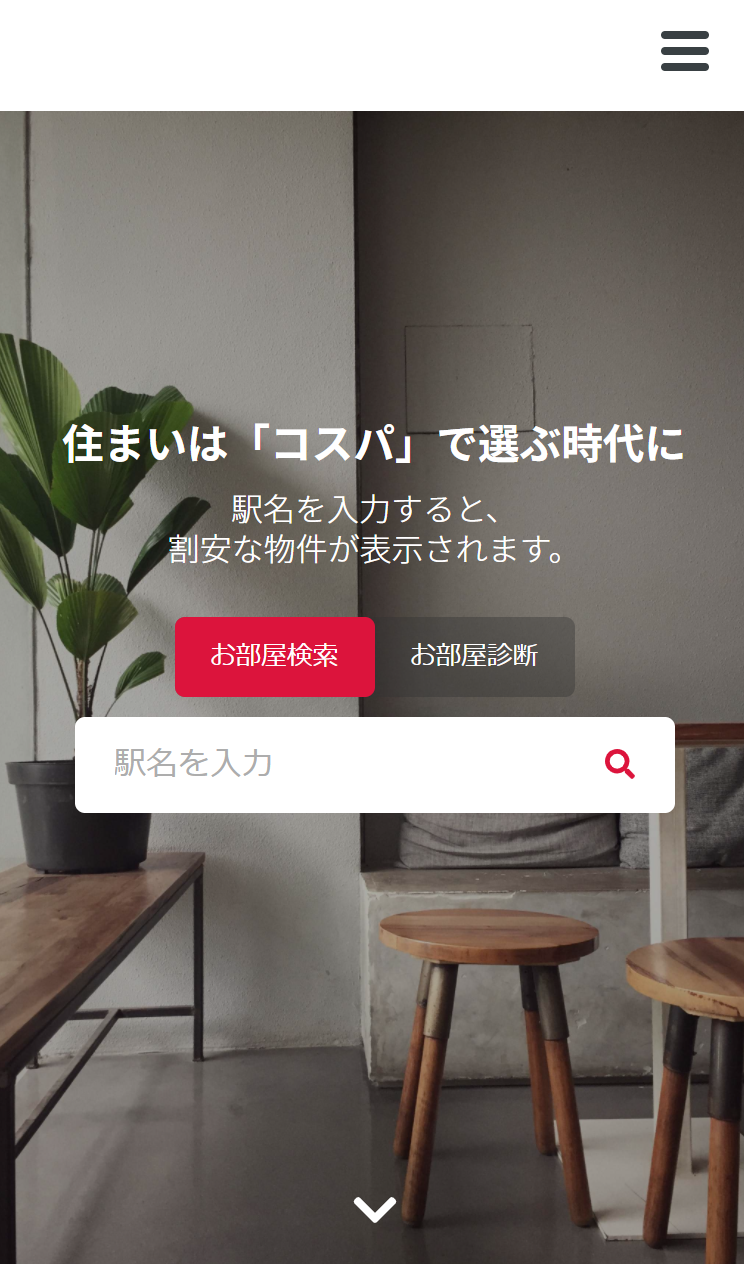 住まいは「コスパ」で選ぶ時代に
駅名を入力すると、
割安な物件が表示されます。
お部屋検索
お部屋診断
駅名を入力